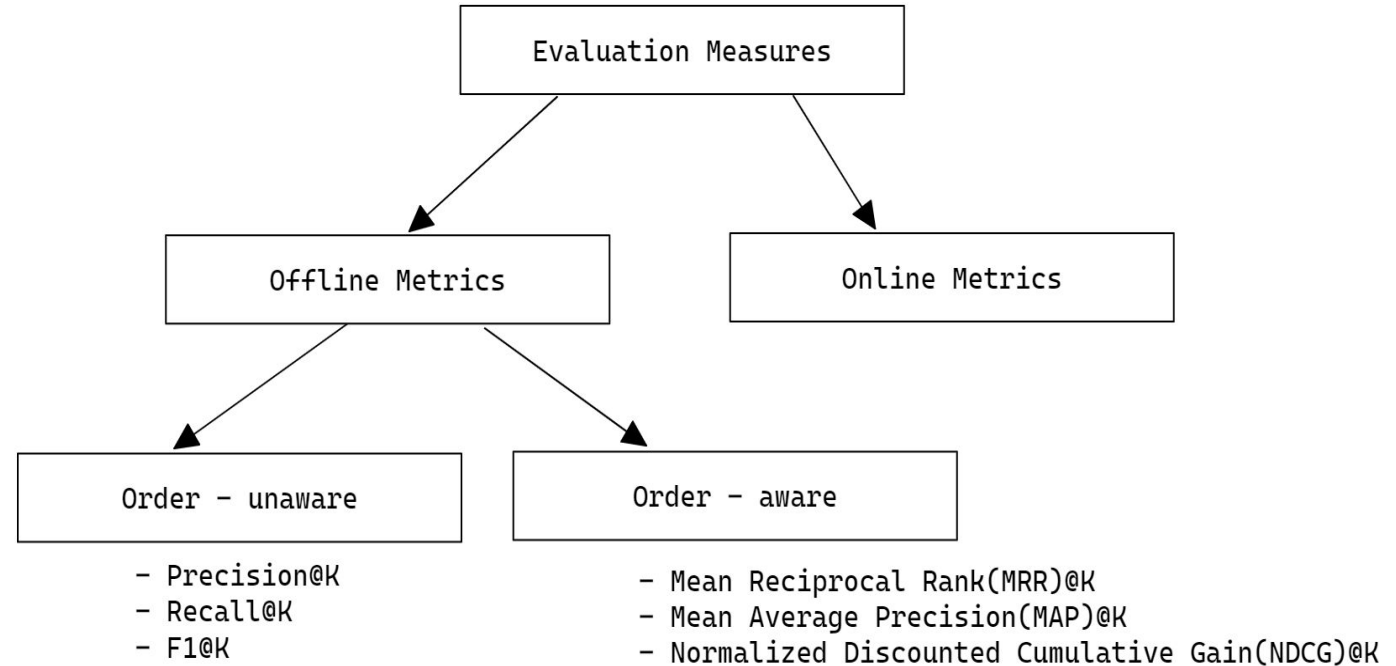 Evaluation Measures
Offline Metrics
Online Metrics
Order – unaware
Order – aware
– Precision@K
– Recall@K
– F1@K
– Mean Reciprocal Rank(MRR)@K
– Mean Average Precision(MAP)@K
– Normalized Discounted Cumulative Gain(NDCG)@K